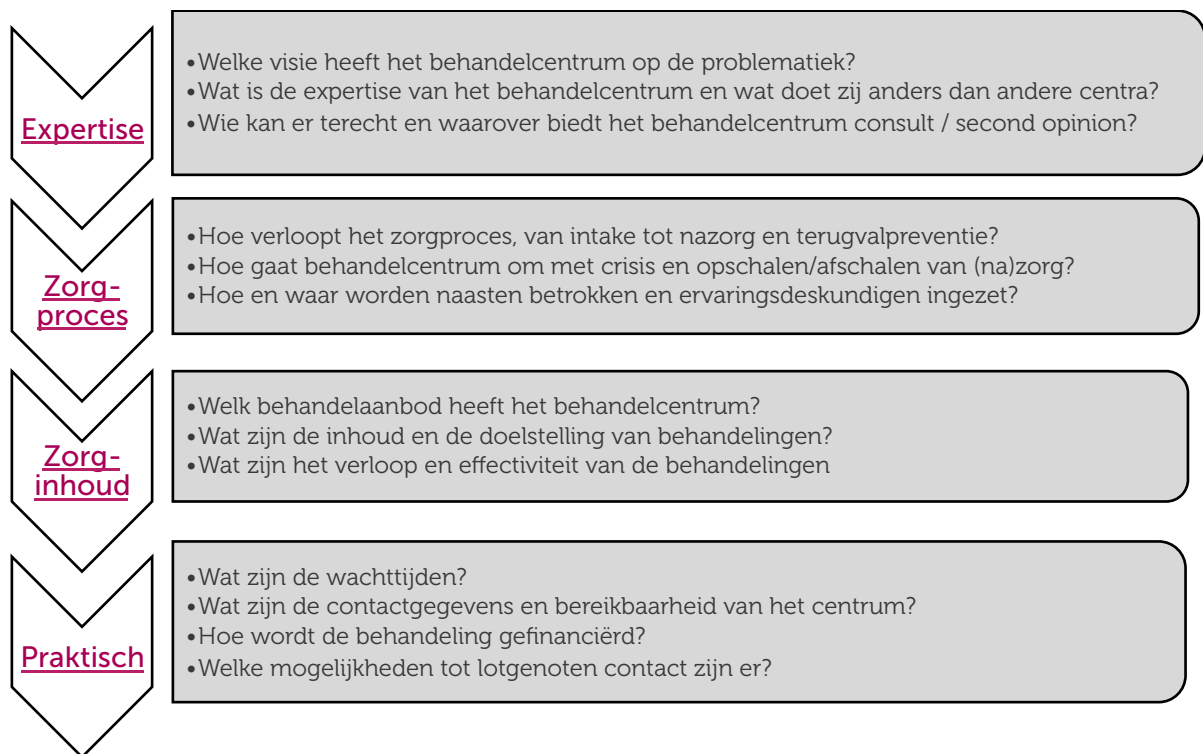 Expertise
•Welke visie heeft het behandelcentrum op de problematiek?
•Wat is de expertise van het behandelcentrum en wat doet zij anders dan andere centra?
•Wie kan er terecht en waarover biedt het behandelcentrum consult / second opinion?
Zorg-
proces
•Hoe verloopt het zorgproces, van intake tot nazorg en terugvalpreventie?
•Hoe gaat behandelcentrum om met crisis en opschalen/afschalen van (na)zorg?
•Hoe en waar worden naasten betrokken en ervaringsdeskundigen ingezet?
Zorg-
inhoud
•Welk behandelaanbod heeft het behandelcentrum?
•Wat zijn de inhoud en de doelstelling van behandelingen?
•Wat zijn het verloop en effectiviteit van de behandelingen
Praktisch
•Wat zijn de wachttijden?
•Wat zijn de contactgegevens en bereikbaarheid van het centrum?
•Hoe wordt de behandeling gefinanciërd?
•Welke mogelijkheden tot lotgenoten contact zijn er?